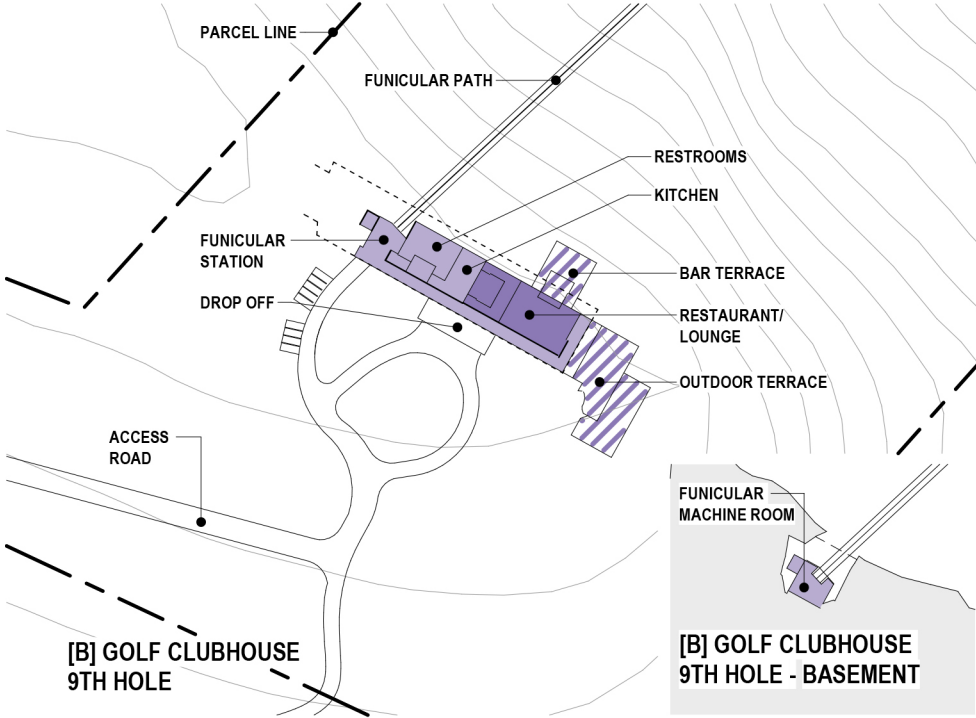 PARCEL LINE
FUNICULAR PATH
RESTROOMS
KITCHEN
FUNICULAR
STATION
BAR TERRACE
DROP OFF
RESTAURANT/
LOUNGE
OUTDOOR TERRACE
ACCESS
ROAD
FUNICULAR
MACHINE ROOM
[B] GOLF CLUBHOUSE
9TH HOLE
[B] GOLF CLUBHOUSE
9TH HOLE - BASEMENT